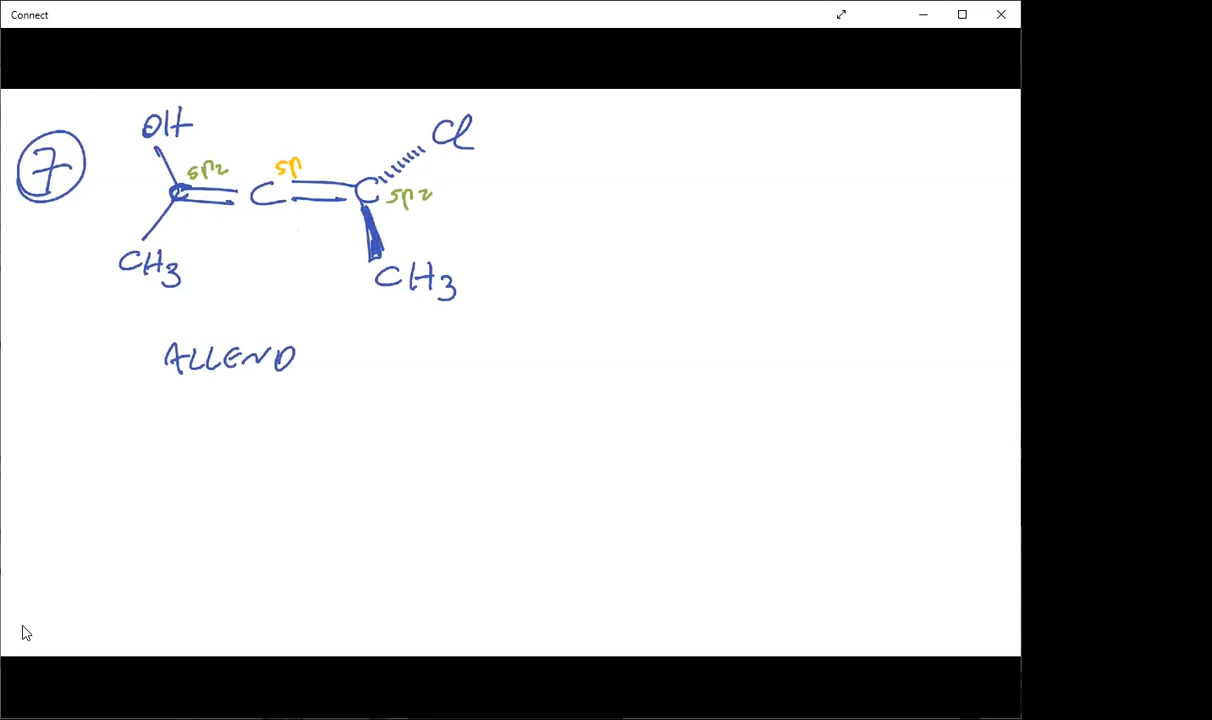 Connect
7
OH
Cl
sp2
sp
C=C=C
sp2
CH3
CH3
ALLENO